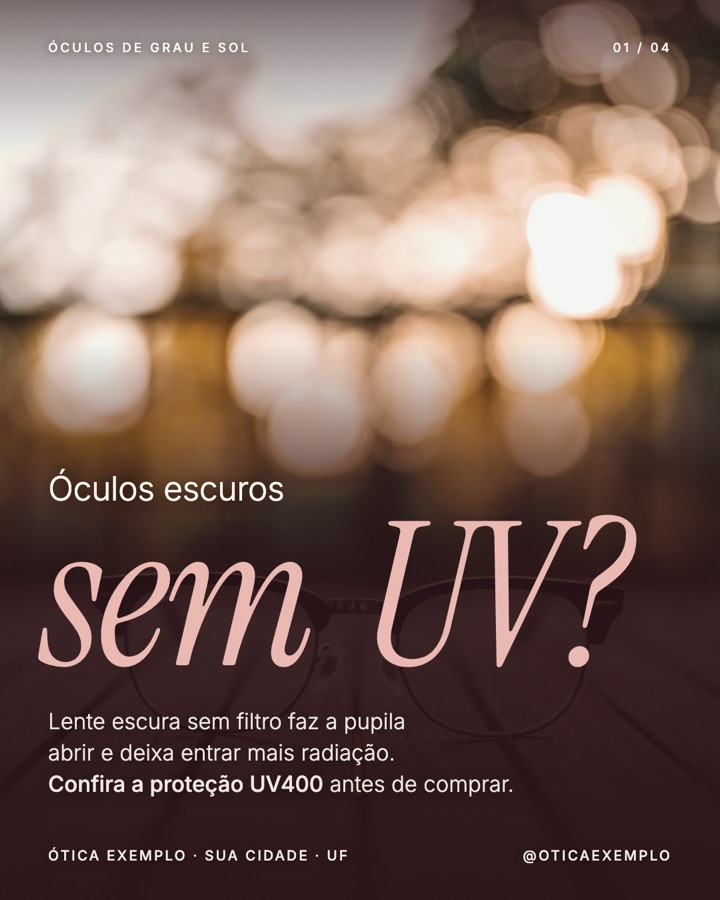 ÓCULOS DE GRAU E SOL
01 / 04
Óculos escuros
sem UV?
Lente escura sem filtro faz a pupila
abrir e deixa entrar mais radiação.
Confira a proteção UV400 antes de comprar.
ÓTICA EXEMPLO · SUA CIDADE · UF
@OTICAEXEMPLO